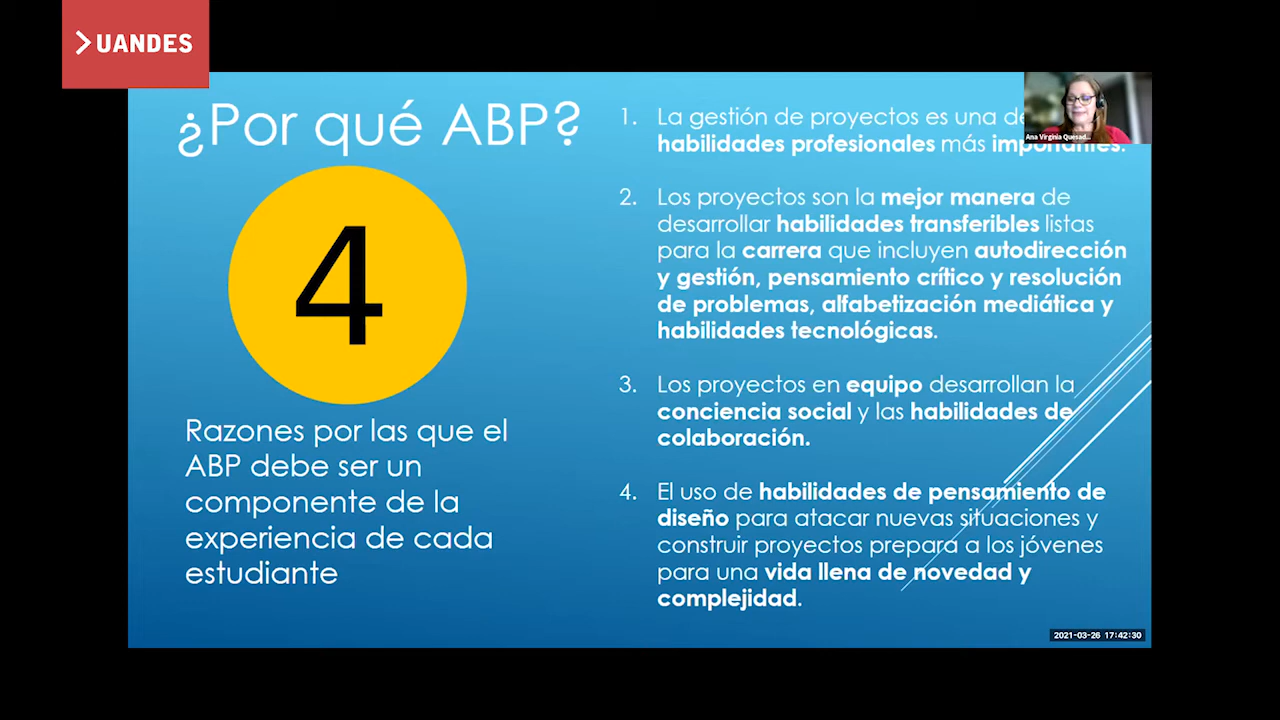 UANDES
¿Por qué ABP?
4
Razones por las que el
ABP debe ser un
componente de la
experiencia de cada
estudiante
1. La gestión de proyectos es una de
habilidades profesionales más importantes.
2. Los proyectos son la mejor manera de
desarrollar habilidades transferibles listas
para la carrera que incluyen autodirección
y gestión, pensamiento crítico y resolución
de problemas, alfabetización mediática y
habilidades tecnológicas.
3. Los proyectos en equipo desarrollan la
conciencia social y las habilidades de
colaboración.
4. El uso de habilidades de pensamiento de
diseño para atacar nuevas situaciones y
construir proyectos prepara a los jóvenes
para una vida llena de novedad y
complejidad.
Ana Virginia Quesad...
2021-03-26 17:42:30